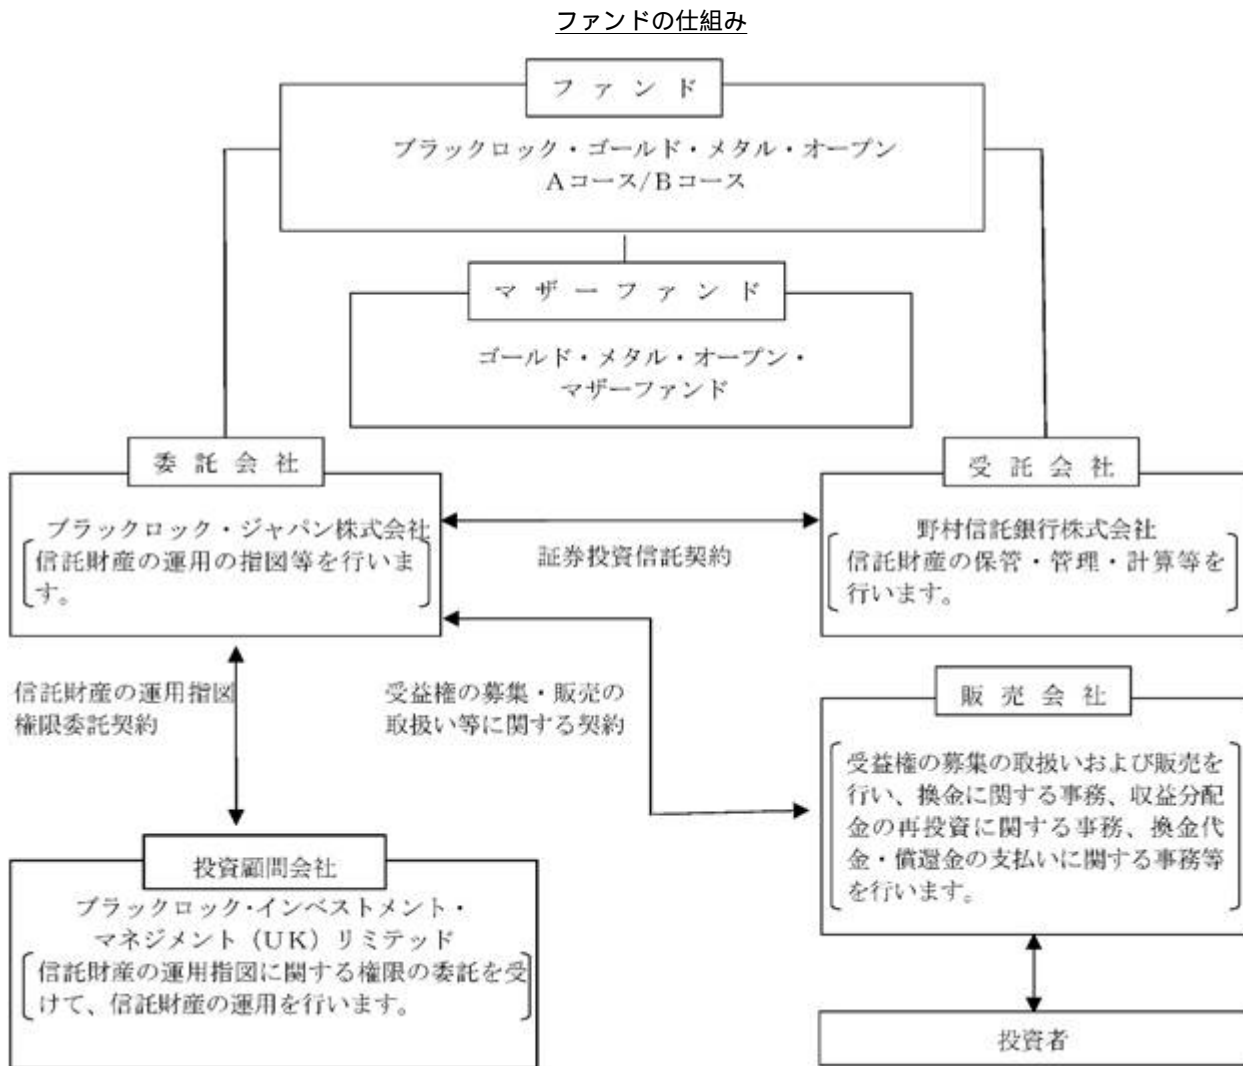 ファンドの仕組み
ファンド
ブラックロック・ゴールド・メタル・オープン
Aコース/Bコース
マザーファンド
ゴールド・メタル・オープン・
マザーファンド
委託会社
ブラックロック・ジャパン株式会社
信託財産の運用の指図等を行いま
す。
証券投資信託契約
受託会社
野村信託銀行株式会社
信託財産の保管・管理・計算等を
行います。
信託財産の運用指図
権限委託契約
受益権の募集・販売の
取扱い等に関する契約
販売会社
受益権の募集の取扱いおよび販売を
行い、換金に関する事務、収益分配
金の再投資に関する事務、換金代
金・償還金の支払いに関する事務等
を行います。
投資顧問会社
ブラックロック・インベストメント・
マネジメント（UK）リミテッド
信託財産の運用指図に関する権限の委託を受
けて、信託財産の運用を行います。
投資者